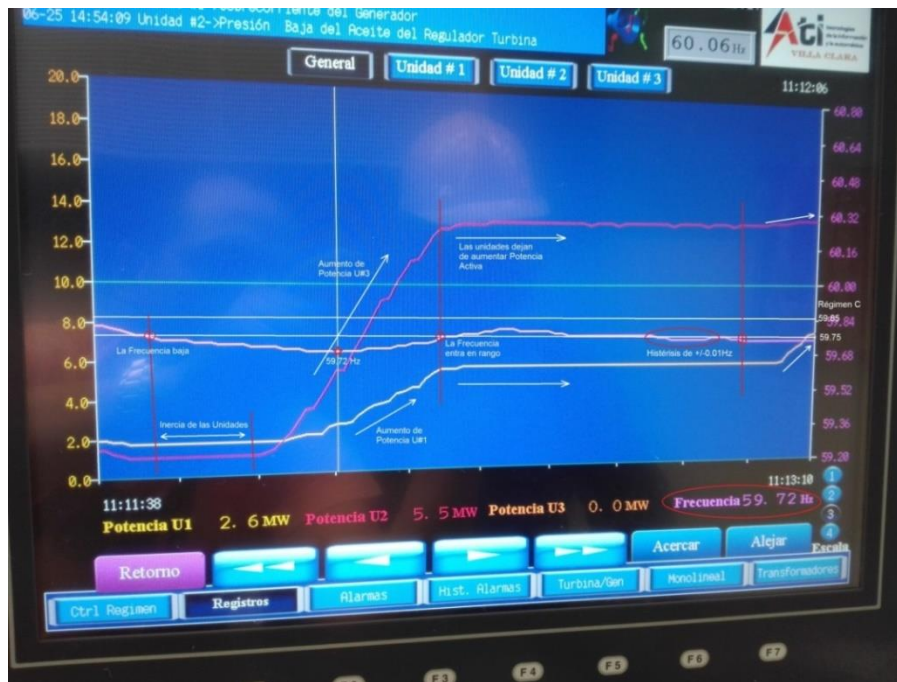 Generador
06-25 14:54:09 Unidad #2->Presión Baja del Aceite del Regulador Turbina
60.06 Hz
Ati
VILLA CLARA
General
Unidad # 1
Unidad # 2
Unidad # 3
11:12:06
20.0
18.0
16.0
14.0
12.0
10.0
8.0
6.0
4.0
2.0
0.0
60.80
60.64
60.48
60.32
60.16
60.00
Régimen C
59.85
59.84
59.75
59.68
59.52
59.36
59.20
Aumento de
Potencia U#3
Las unidades dejan
de aumentar Potencia
Activa
La Frecuencia baja
59.72 Hz
La Frecuencia
entra en rango
Histérisis de +/-0.01Hz
Inercia de las Unidades
Aumento de
Potencia U#1
11:11:38
11:13:10
Potencia U1 2.6 MW Potencia U2 5.5 MW Potencia U3 0.0 MW Frecuencia 59.72 Hz
1
2
3
4
Escala
Retorno
Acercar
Alejar
Ctrl Regimen
Registros
Alarmas
Hist. Alarmas
Turbina/Gen
Monolineal
Transformadores
F3
F4
F5
F6
F7